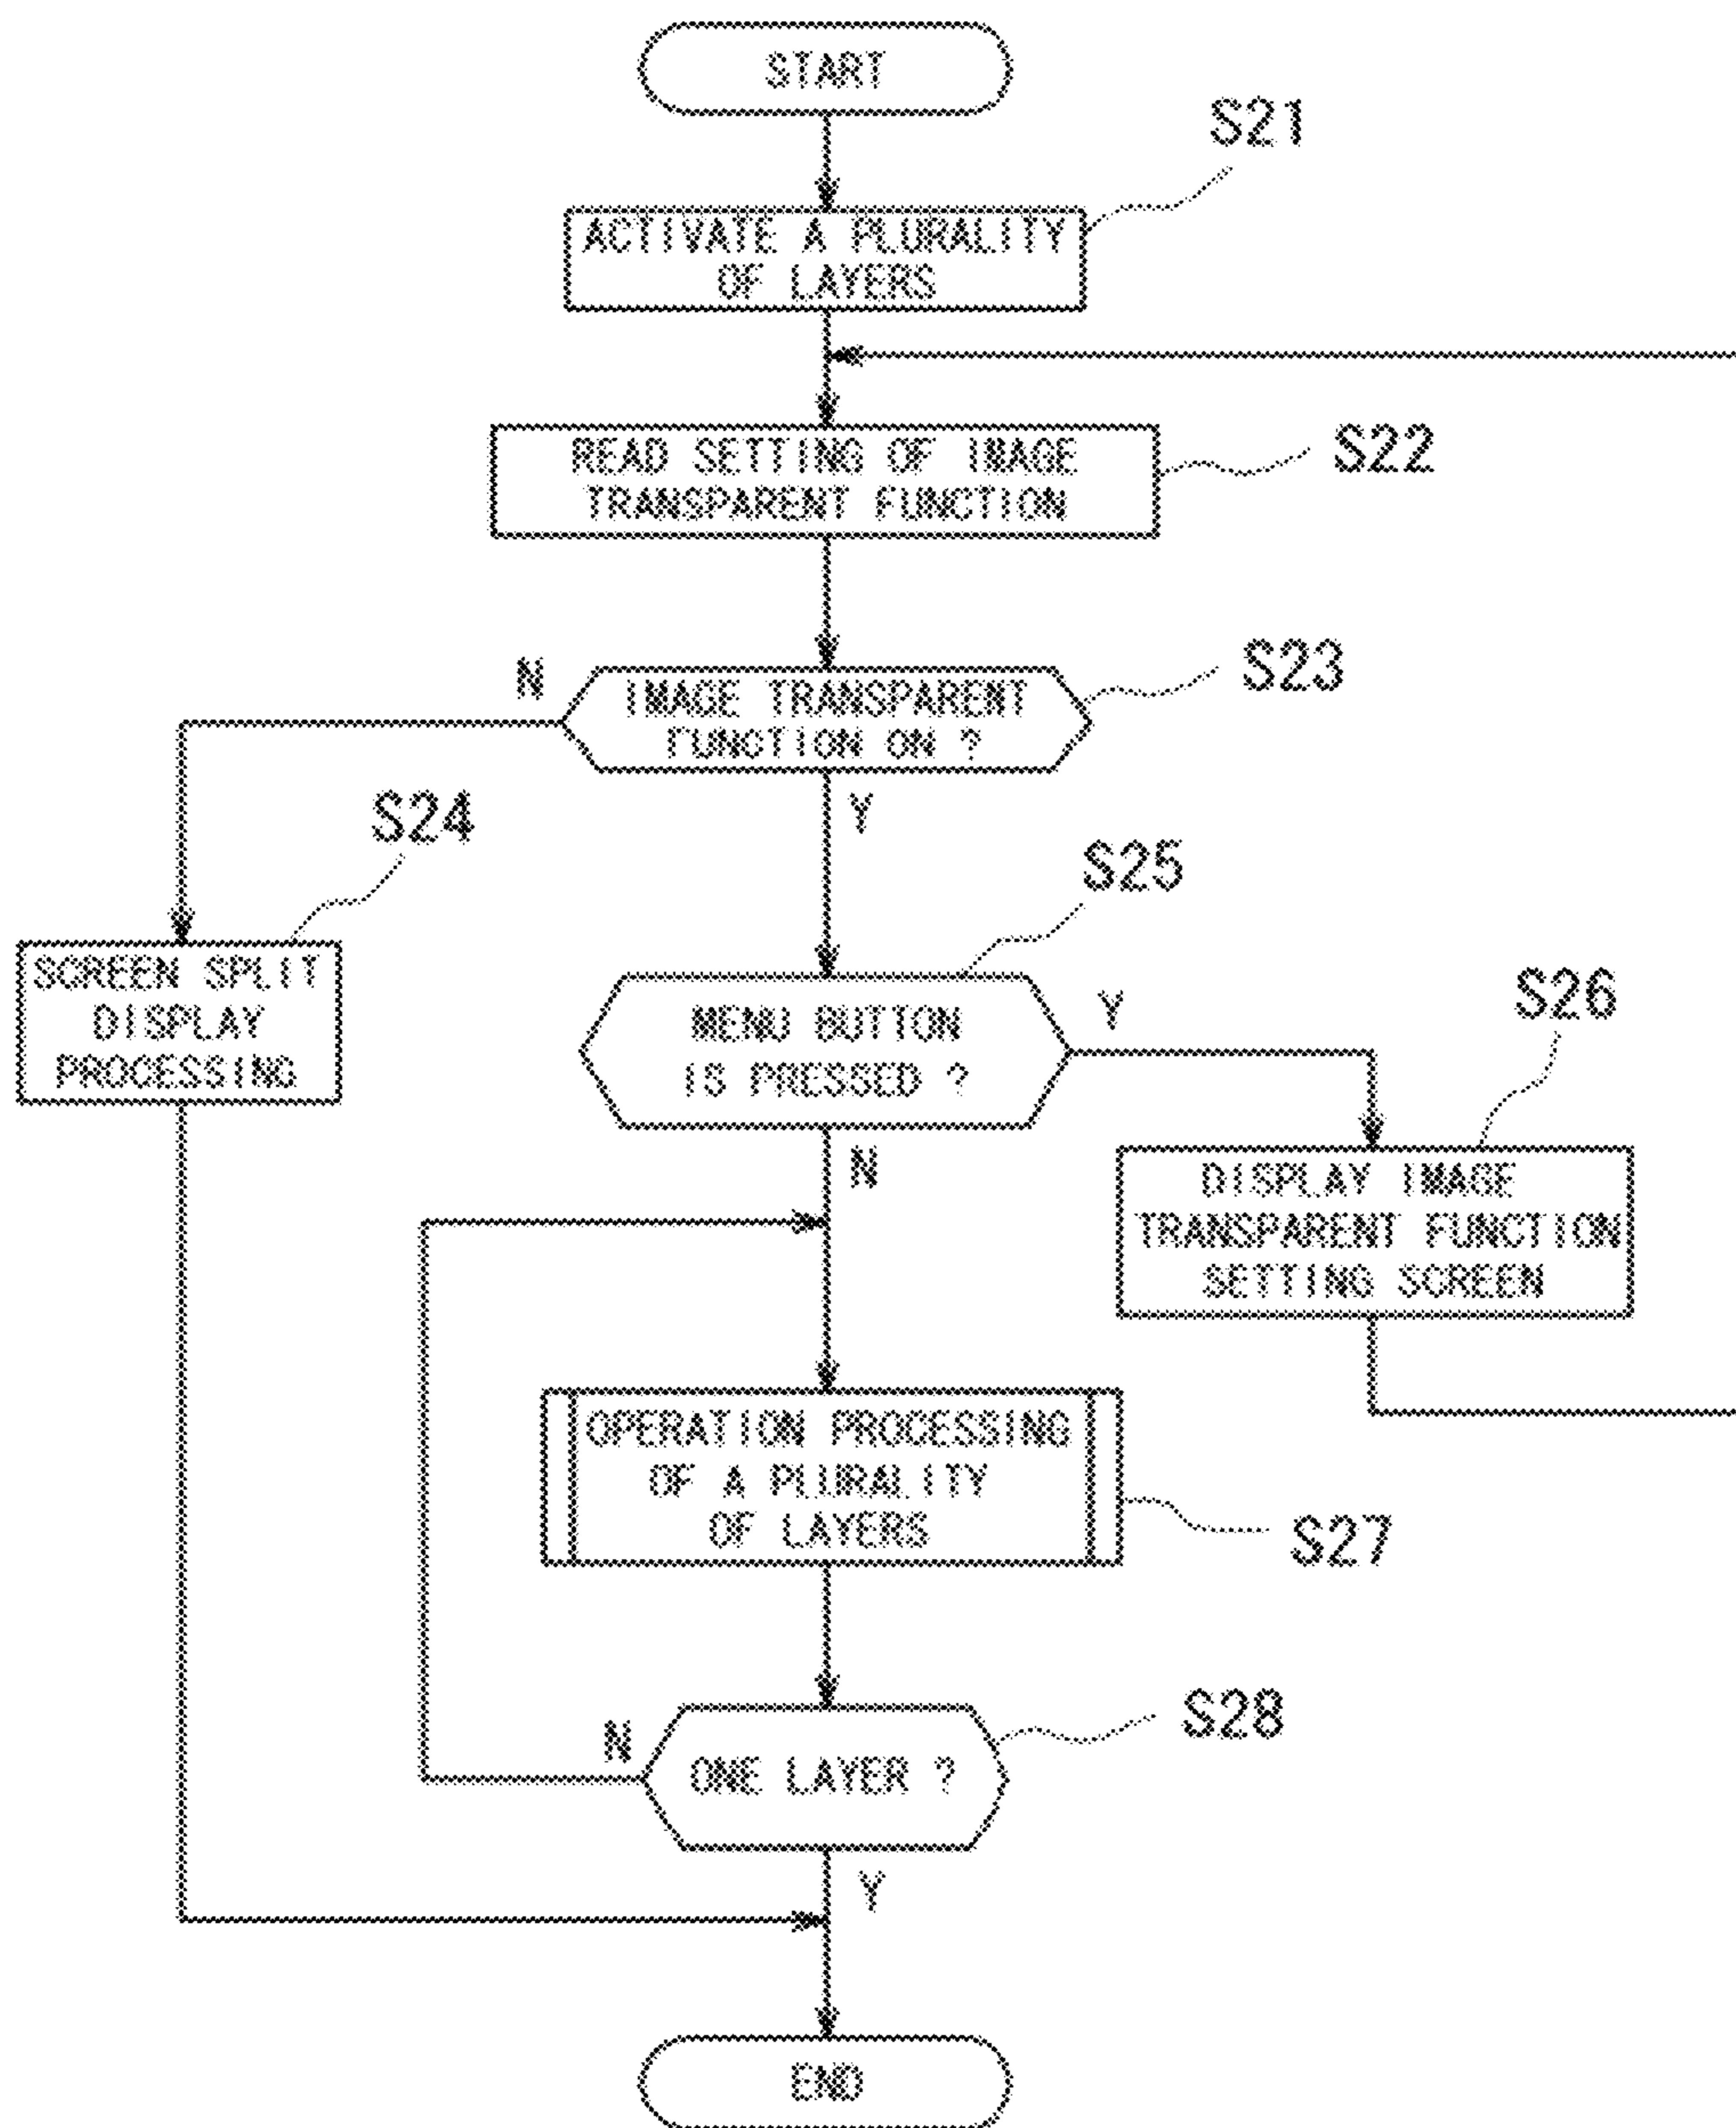 START
S21
ACTIVATE A PLURALITY
OF LAYERS
READ SETTING OF IMAGE
TRANSPARENT FUNCTION
S22
N
IMAGE TRANSPARENT
FUNCTION ON ?
S23
Y
S24
SCREEN SPLIT
DISPLAY
PROCESSING
S25
MENU BUTTON
IS PRESSED ?
Y
N
S26
DISPLAY IMAGE
TRANSPARENT FUNCTION
SETTING SCREEN
OPERATION PROCESSING
OF A PLURALITY
OF LAYERS
S27
N
ONE LAYER ?
S28
Y
END